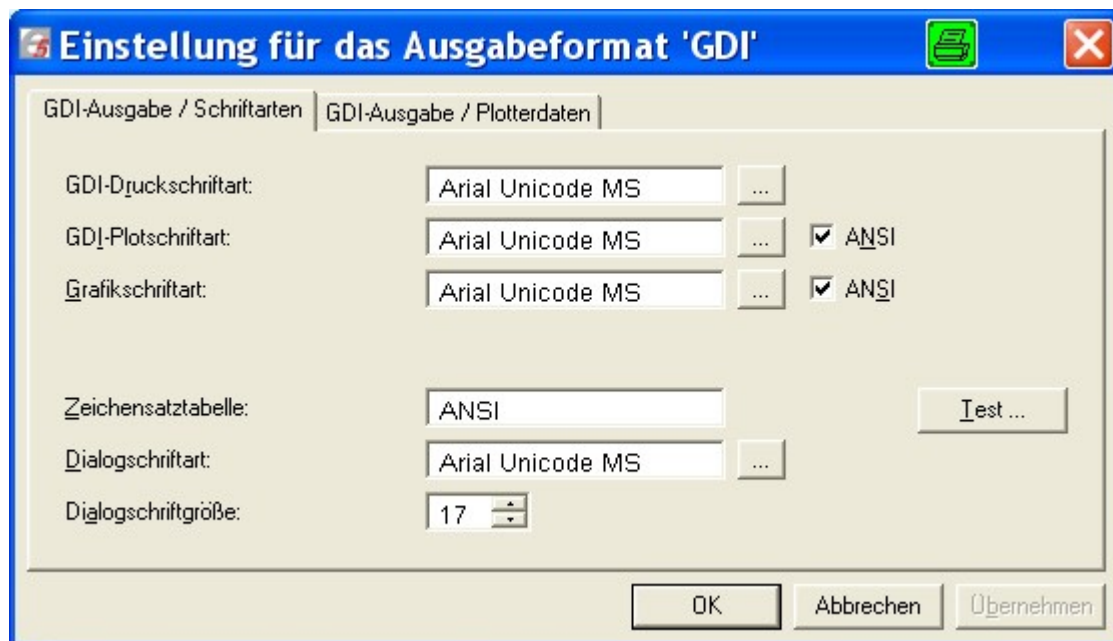 Einstellung für das Ausgabeformat 'GDI'
GDI-Ausgabe / Schriftarten GDI-Ausgabe / Plotterdaten
GDI-Druckschriftart: Arial Unicode MS ...
GDI-Plotschriftart: Arial Unicode MS ... ANSI
Grafikschriftart: Arial Unicode MS ... ANSI
Zeichensatztabelle: ANSI Test ...
Dialogschriftart: Arial Unicode MS ...
Dialogschriftgröße: 17
OK Abbrechen Übernehmen